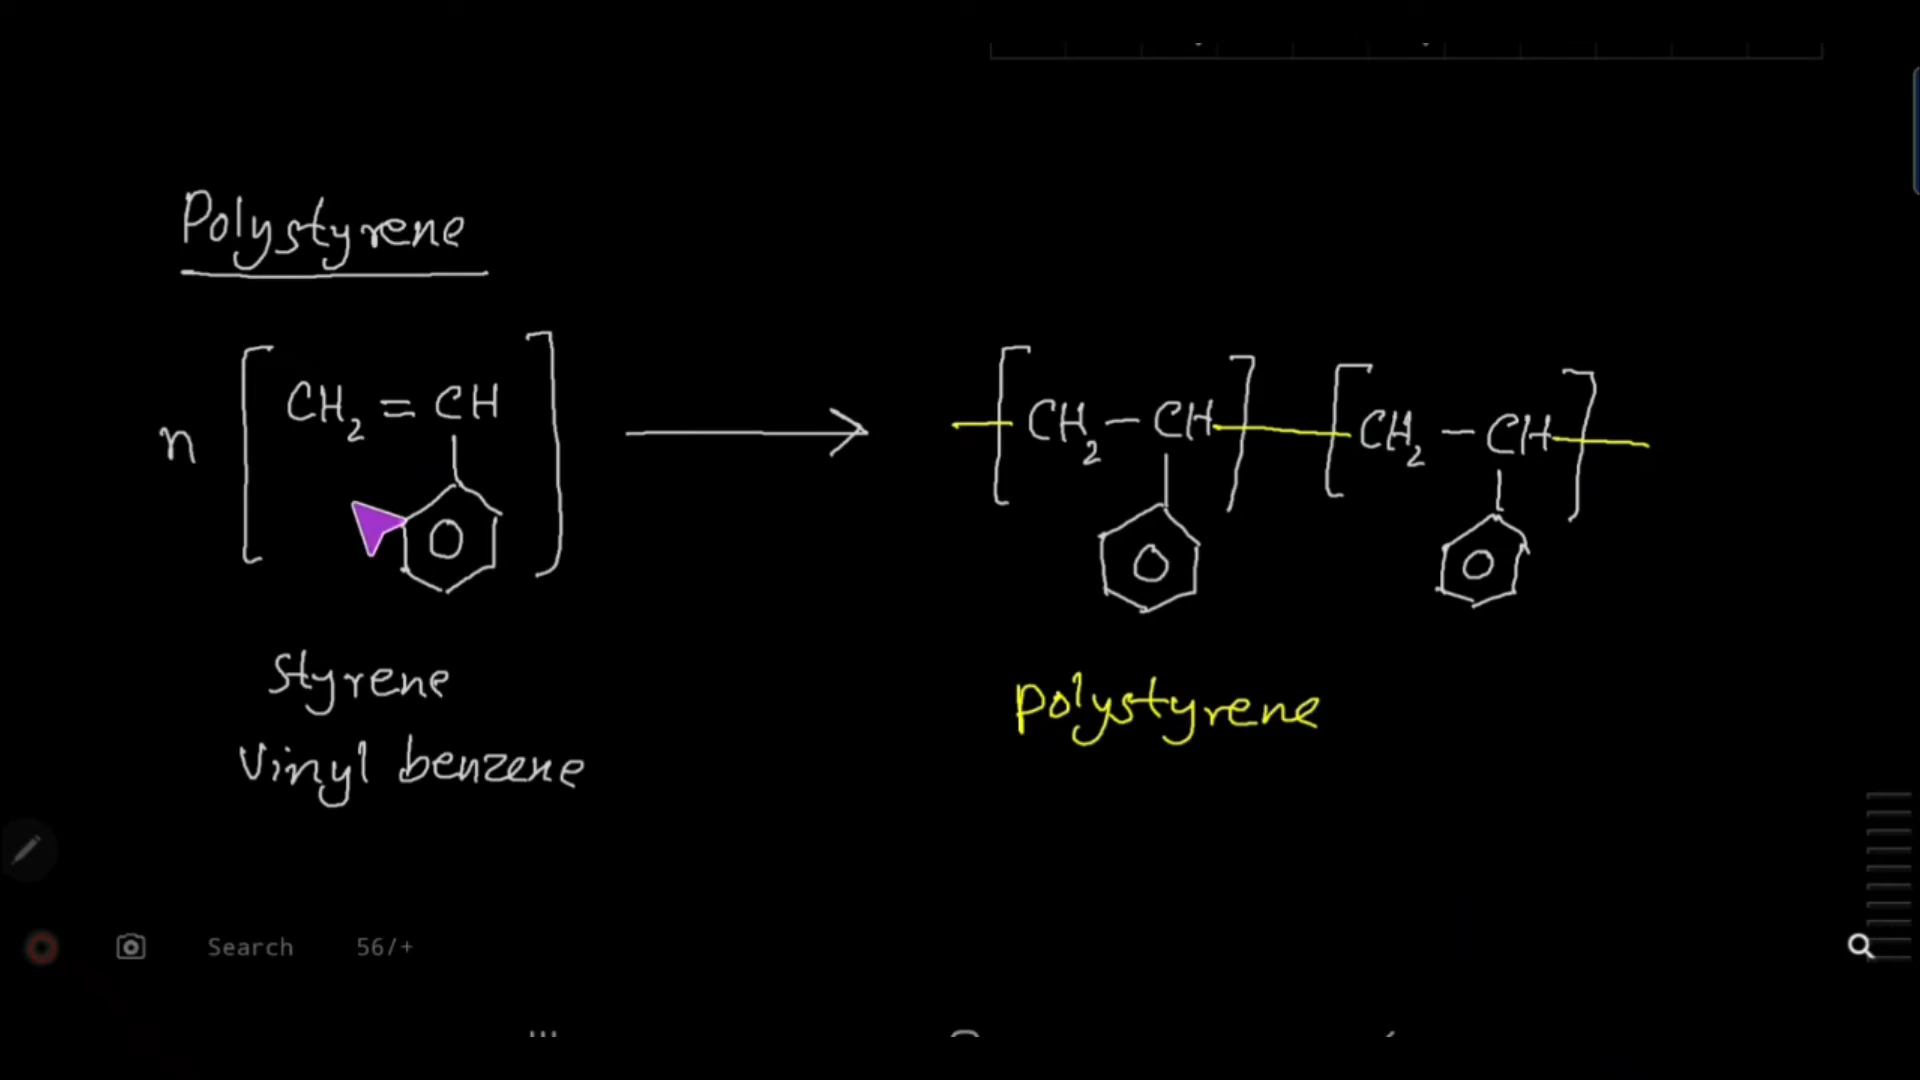 Polystyrene
n [ CH₂ = CH ]
[ CH₂ – CH ] [ CH₂ – CH ]
Styrene
Vinyl benzene
Polystyrene
Search 56/+